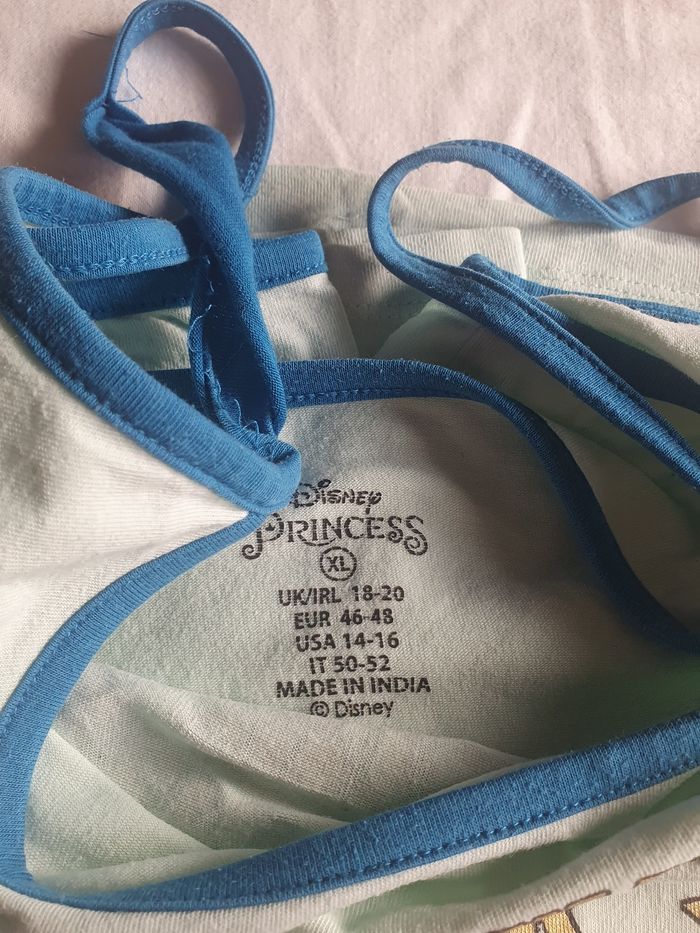 Disney
PRINCESS
XL
UK/IRL 18-20
EUR 46-48
USA 14-16
IT 50-52
MADE IN INDIA
© Disney